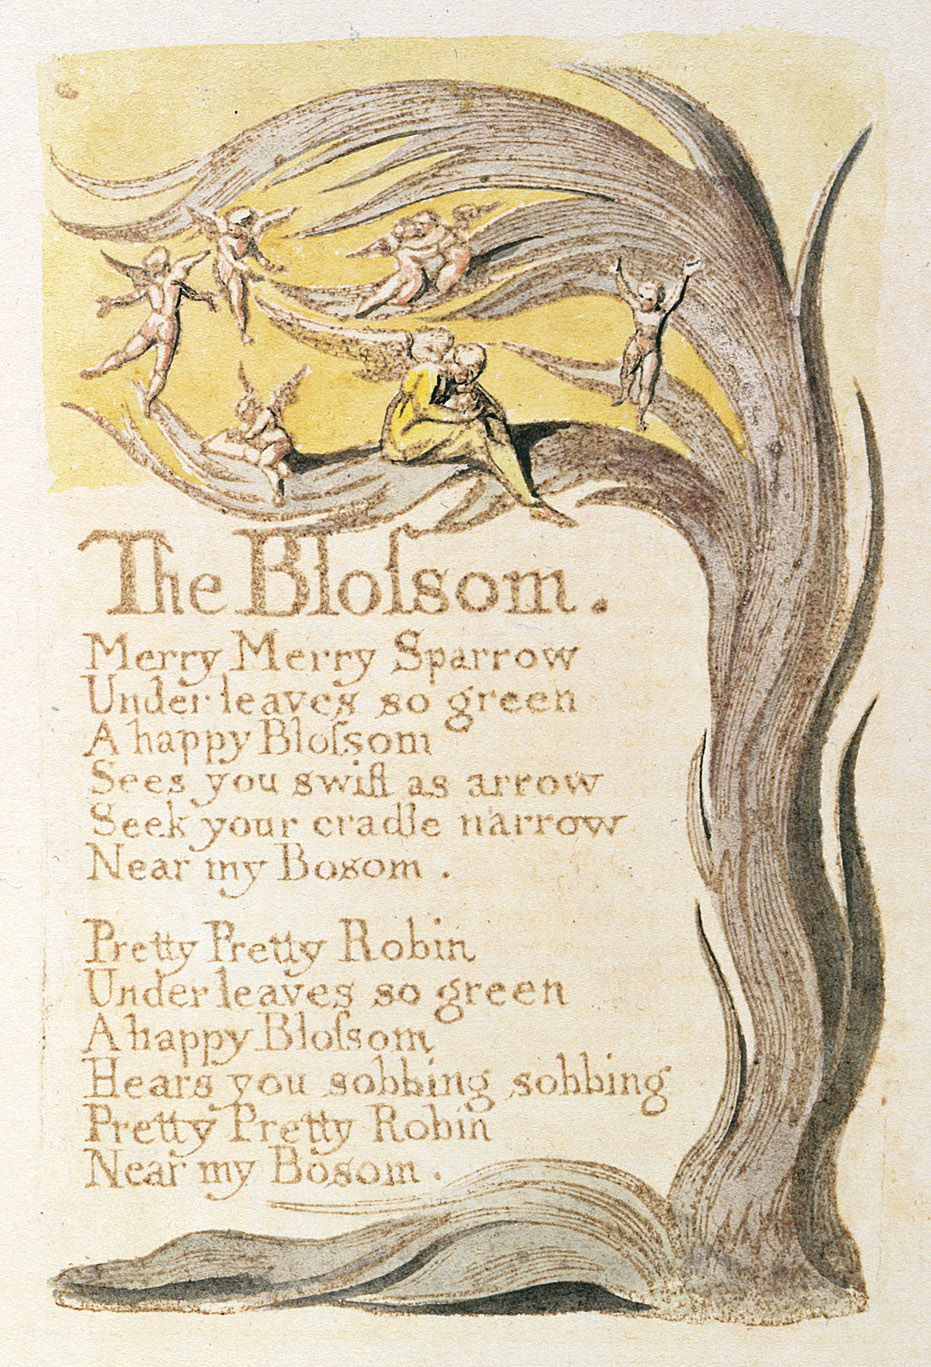 The Bloſsom.
Merry Merry Sparrow
Under leaves so green
A happy Bloſsom
Sees you swift as arrow
Seek your cradle narrow
Near my Bosom.
Pretty Pretty Robin
Under leaves so green
A happy Bloſsom
Hears you sobbing sobbing
Pretty Pretty Robin
Near my Bosom.